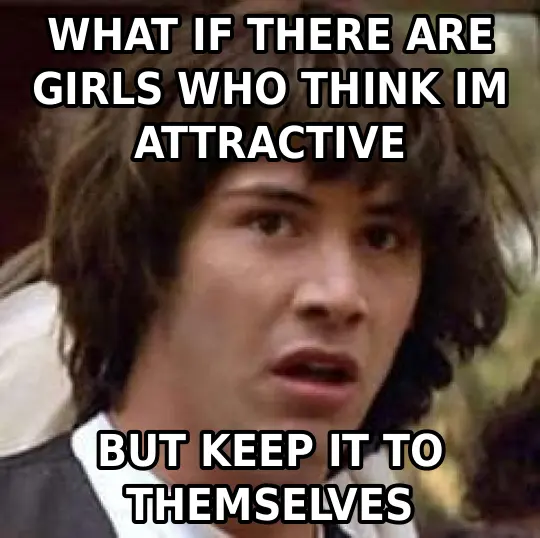 WHAT IF THERE ARE
GIRLS WHO THINK IM
ATTRACTIVE
BUT KEEP IT TO
THEMSELVES